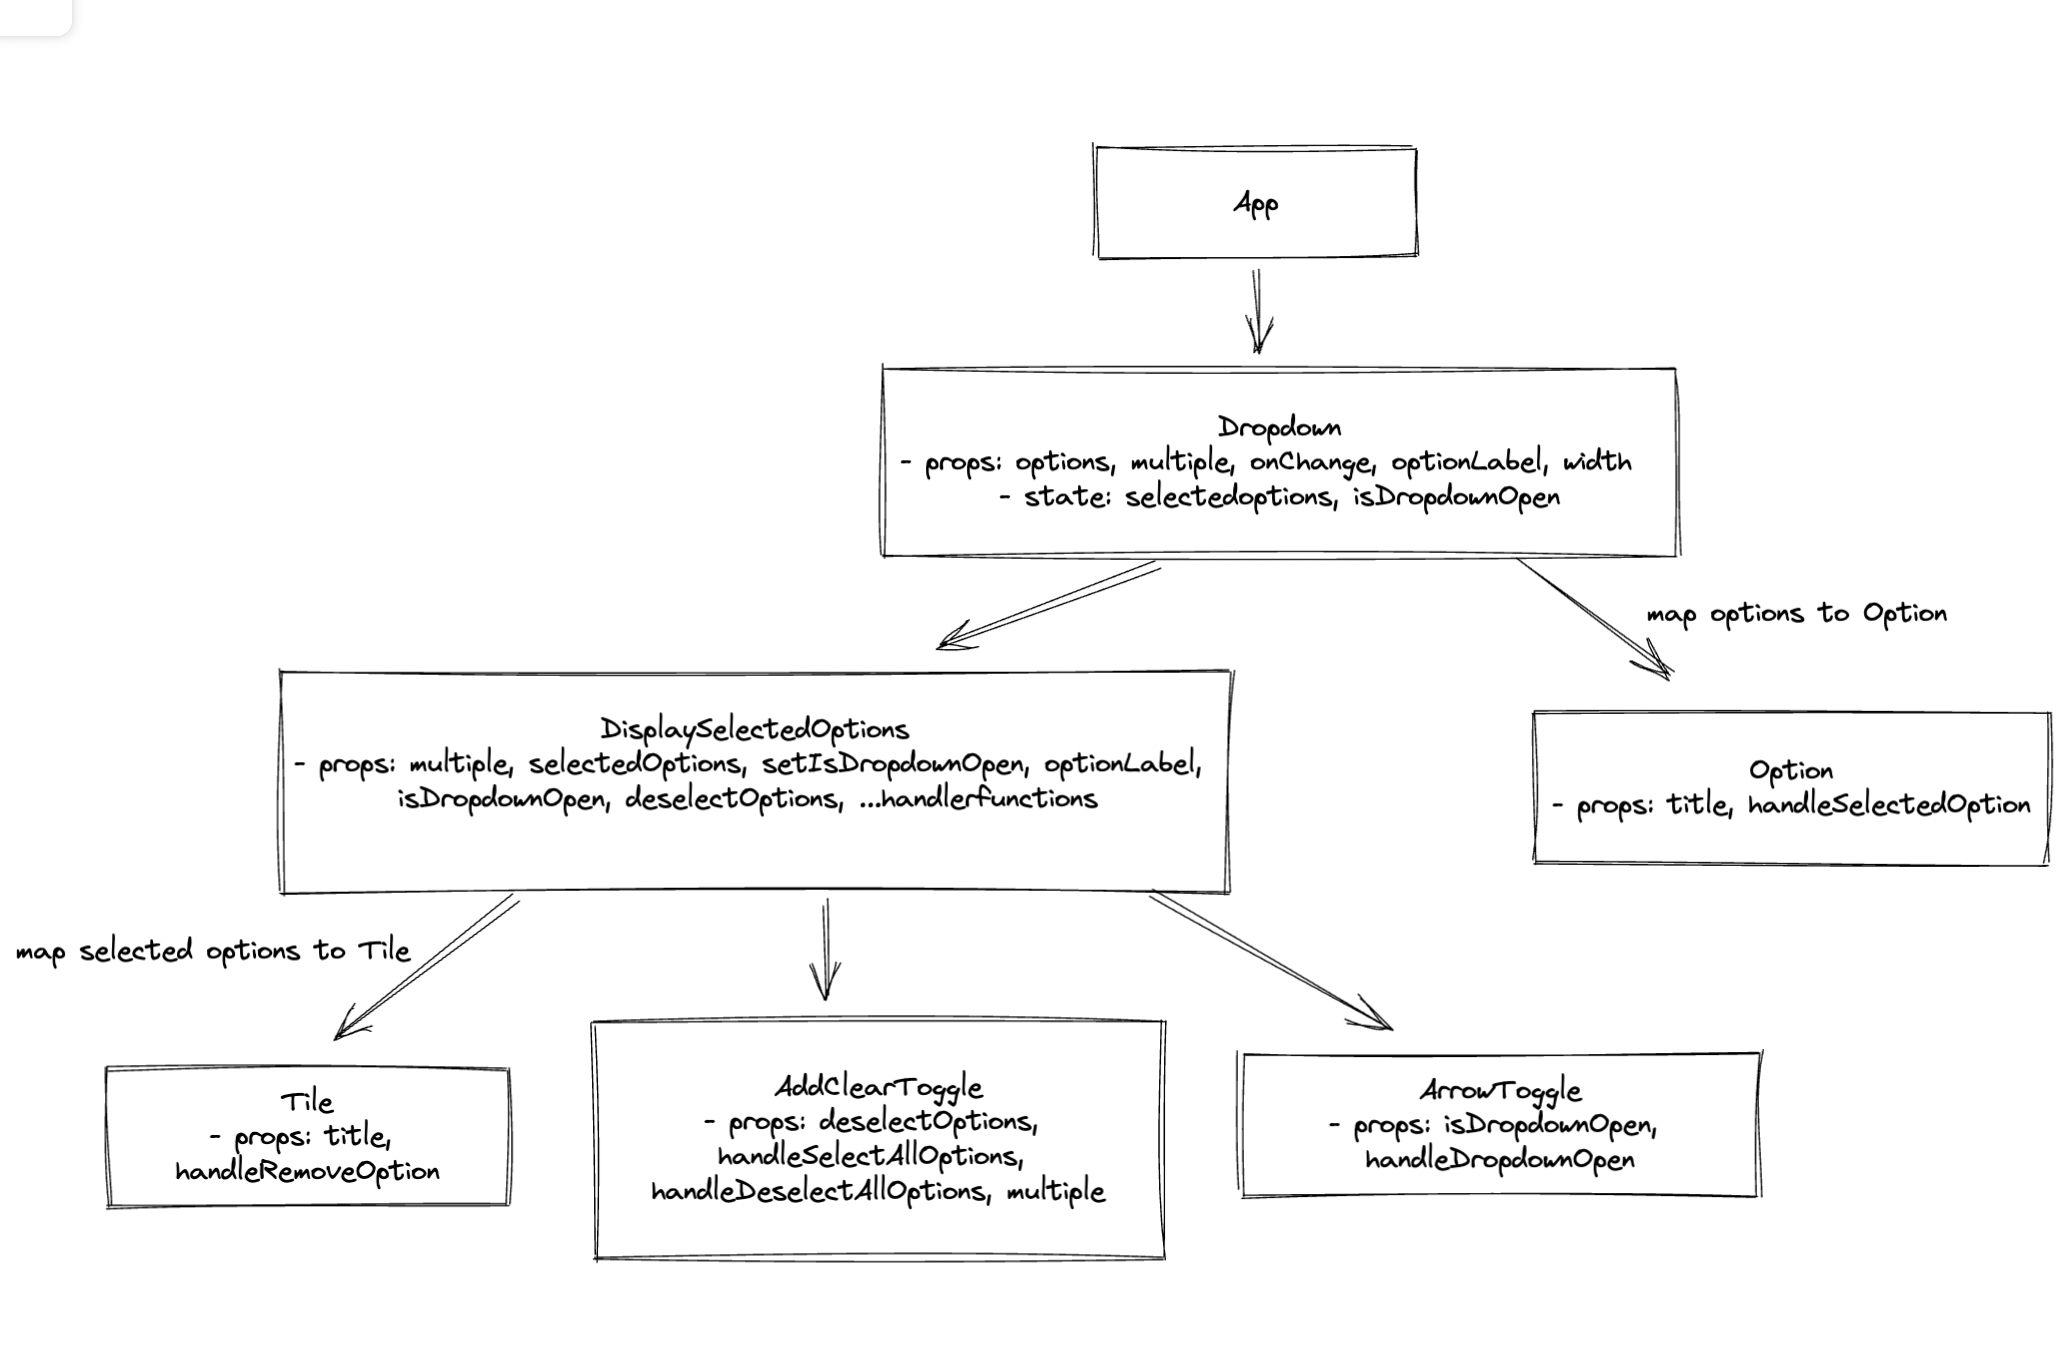 App
Dropdown
- props: options, multiple, onChange, optionLabel, width
- state: selectedoptions, isDropdownOpen
map options to Option
DisplaySelectedOptions
- props: multiple, selectedOptions, setIsDropdownOpen, optionLabel,
isDropdownOpen, deselectOptions, ...handlerfunctions
Option
- props: title, handleSelectedOption
map selected options to Tile
Tile
- props: title,
handleRemoveOption
AddClearToggle
- props: deselectOptions,
handleSelectAllOptions,
handleDeselectAllOptions, multiple
ArrowToggle
- props: isDropdownOpen,
handleDropdownOpen